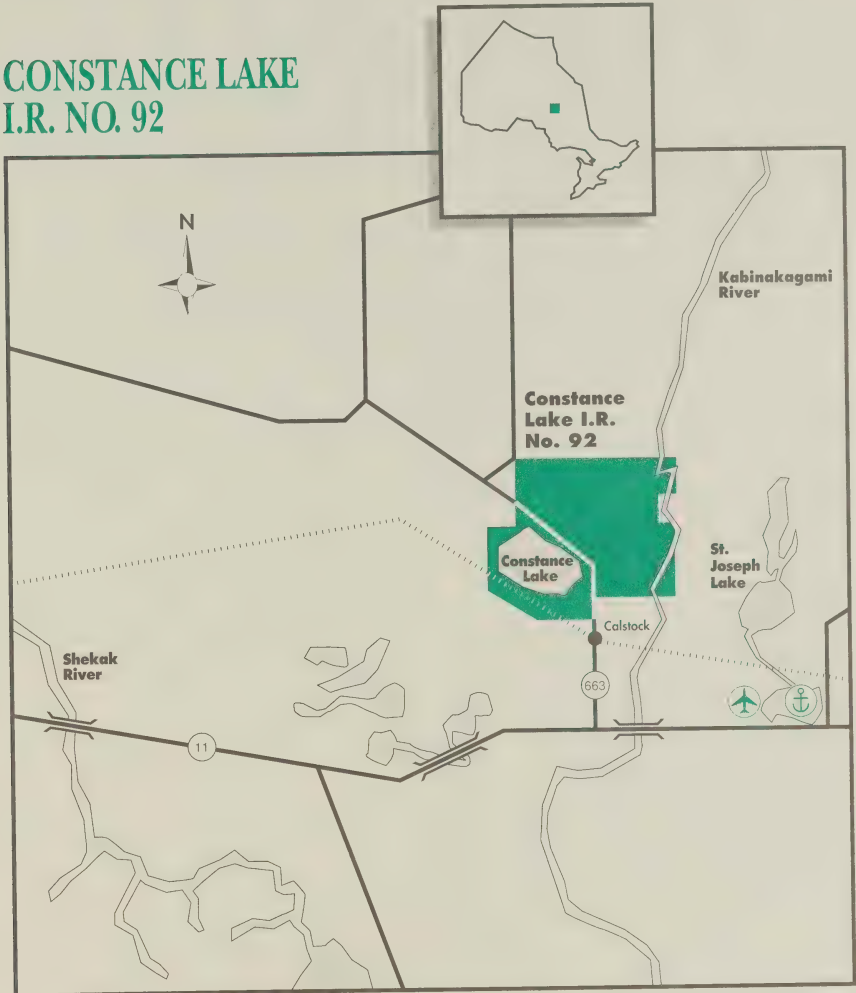 CONSTANCE LAKE
I.R. NO. 92
N
Kabinakagami
River
Constance
Lake I.R.
No. 92
Constance
Lake
St.
Joseph
Lake
Calstock
Shekak
River
663
11